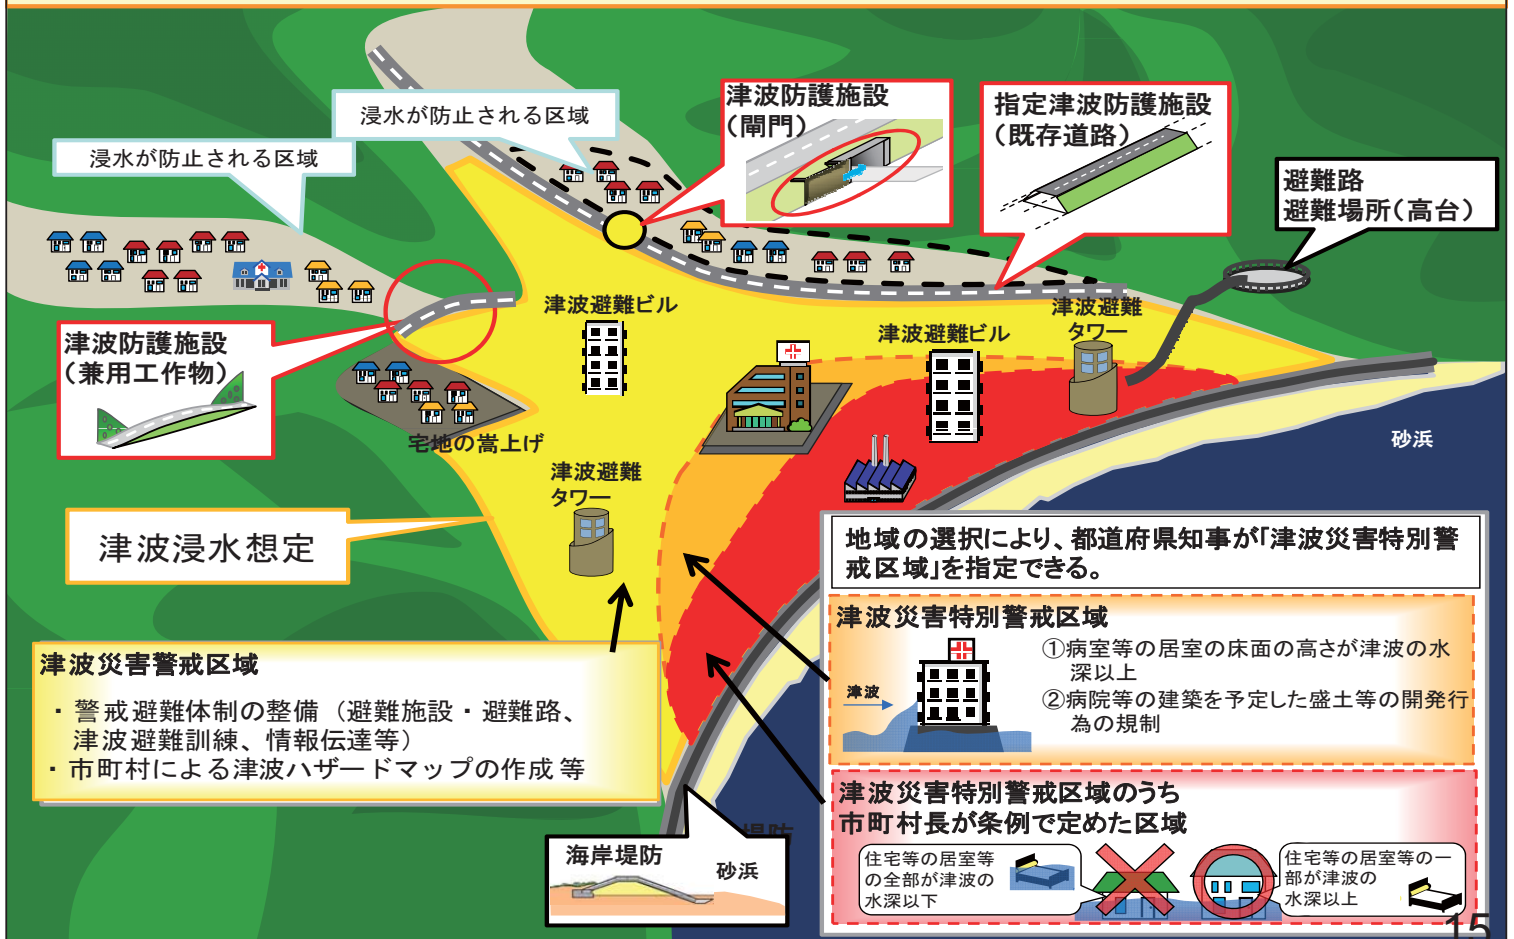 浸水が防止される区域
浸水が防止される区域
津波防護施設
（閘門）
指定津波防護施設
（既存道路）
避難路
避難場所（高台）
津波避難ビル
津波避難ビル
津波避難
タワー
津波防護施設
（兼用工作物）
宅地の嵩上げ
津波避難
タワー
砂浜
津波浸水想定
地域の選択により、都道府県知事が「津波災害特別警
戒区域」を指定できる。
津波災害特別警戒区域
津波
①病室等の居室の床面の高さが津波の水
深以上
②病院等の建築を予定した盛土等の開発行
為の規制
津波災害警戒区域
・警戒避難体制の整備（避難施設・避難路、
津波避難訓練、情報伝達等）
・市町村による津波ハザードマップの作成 等
津波災害特別警戒区域のうち
市町村長が条例で定めた区域
住宅等の居室等
の全部が津波の
水深以下
住宅等の居室等の一
部が津波の
水深以上
堤防
海岸堤防
砂浜
15